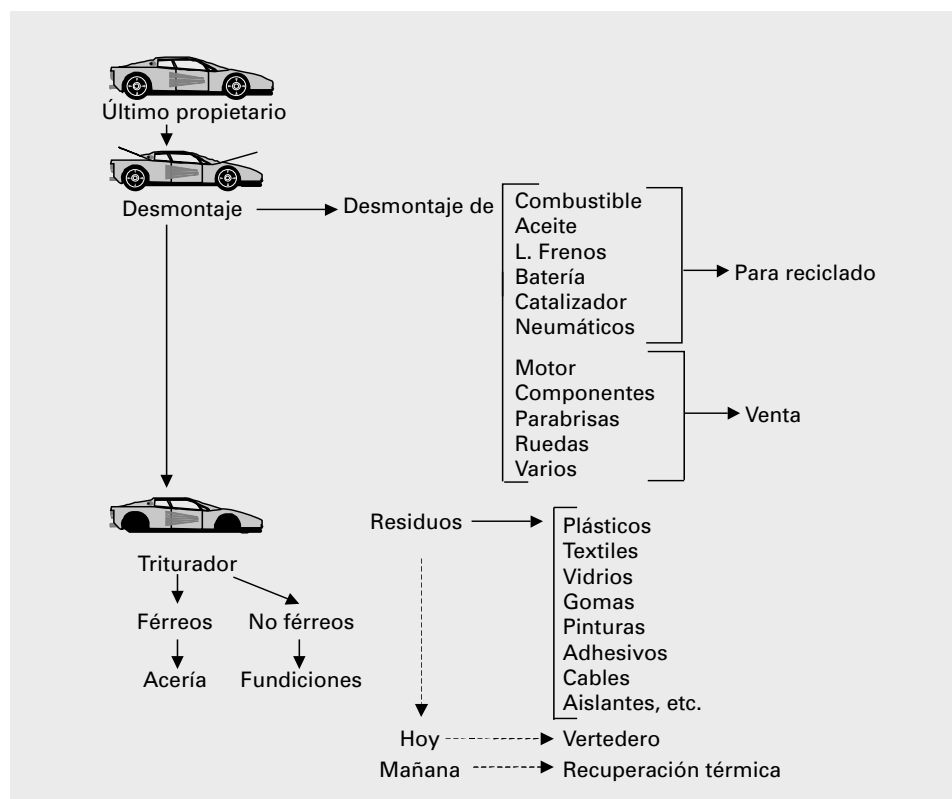 Último propietario
Desmontaje
Desmontaje de
Combustible
Aceite
L. Frenos
Batería
Catalizador
Neumáticos
Para reciclado
Motor
Componentes
Parabrisas
Ruedas
Varios
Venta
Triturador
Férreos
No férreos
Acería
Fundiciones
Residuos
Plásticos
Textiles
Vidrios
Gomas
Pinturas
Adhesivos
Cables
Aislantes, etc.
Hoy
Vertedero
Mañana
Recuperación térmica